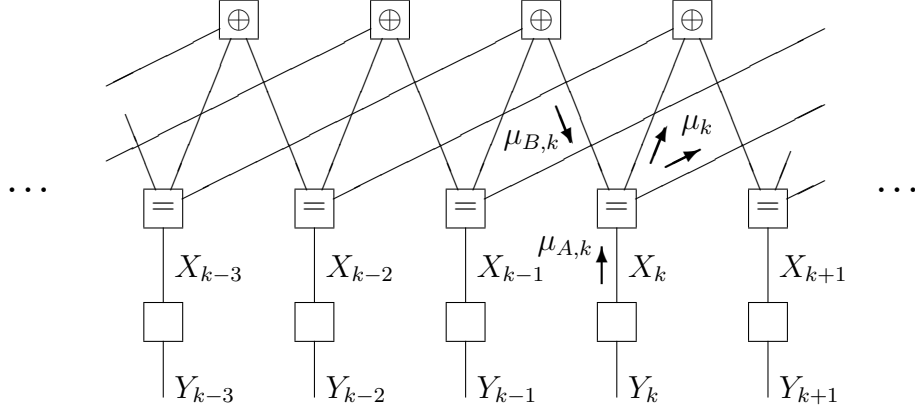 ⊕ ⊕ ⊕ ⊕
μ_{B,k} μ_k
... ...
= = = = =
μ_{A,k}
X_{k−3} X_{k−2} X_{k−1} X_k X_{k+1}
Y_{k−3} Y_{k−2} Y_{k−1} Y_k Y_{k+1}